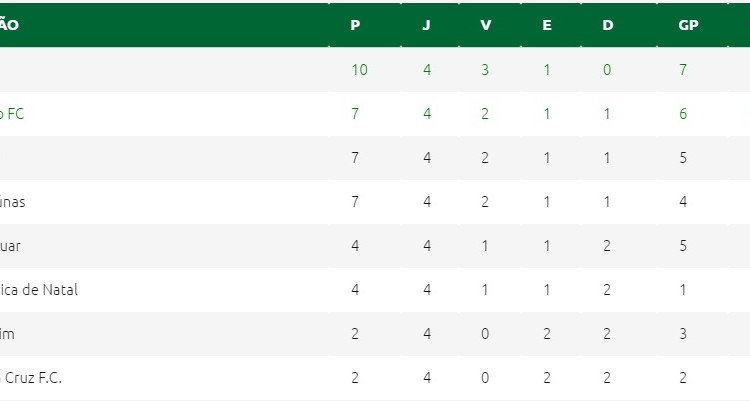 ÃO P J V E D GP
10 4 3 1 0 7
FC 7 4 2 1 1 6
7 4 2 1 1 5
únas 7 4 2 1 1 4
uar 4 4 1 1 2 5
ica de Natal 4 4 1 1 2 1
im 2 4 0 2 2 3
Cruz F.C. 2 4 0 2 2 2